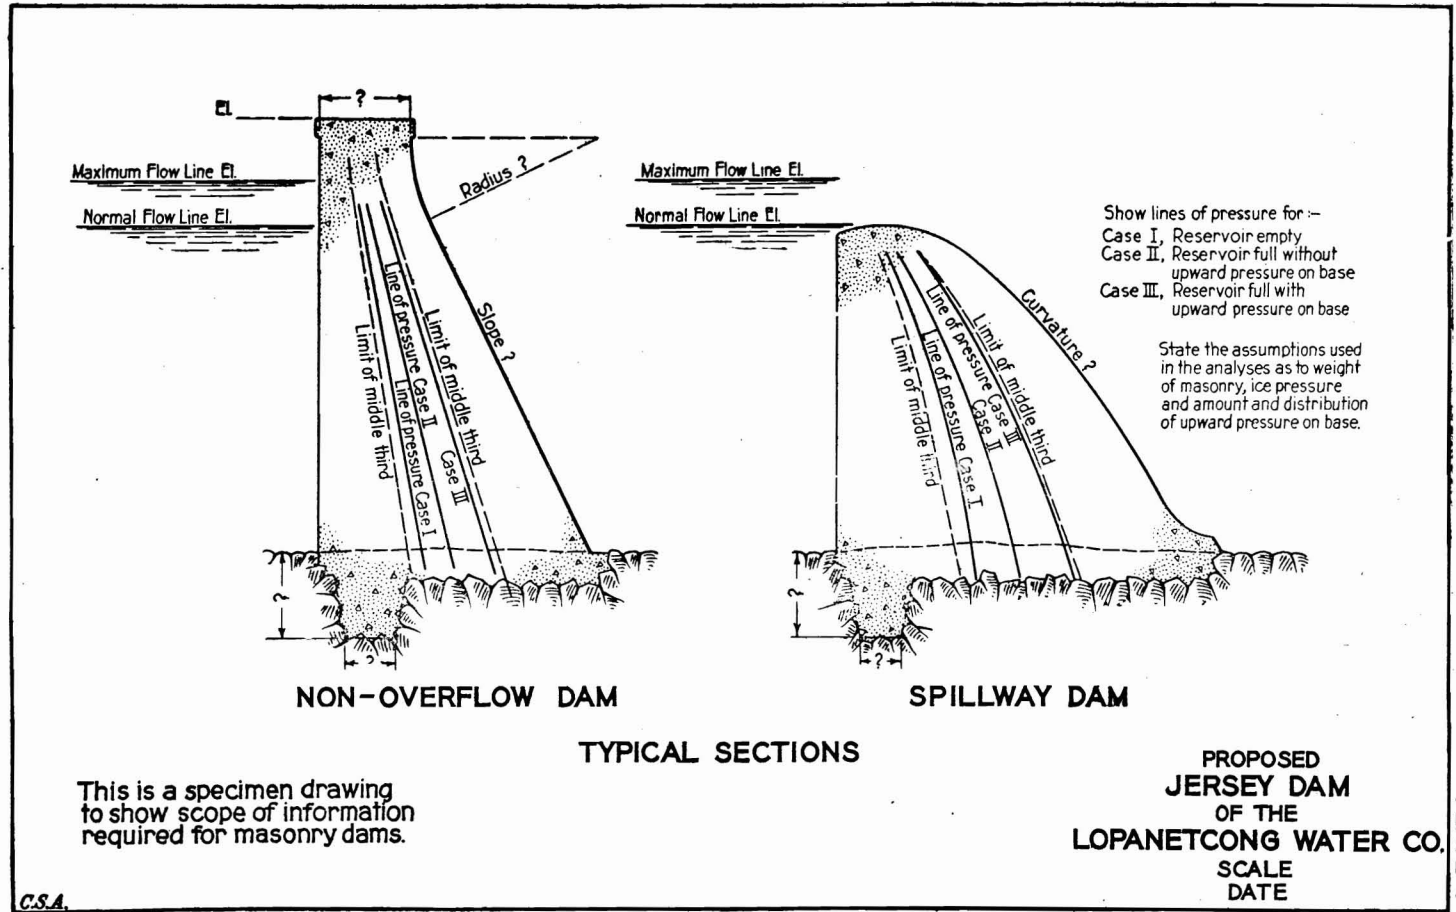 ?
El.
Maximum Flow Line El.
Normal Flow Line El.
Radius ?
Slope ?
Limit of middle third
Line of pressure Case I
Line of pressure Case II
Case III
Limit of middle third
?
?
NON-OVERFLOW DAM
Maximum Flow Line El.
Normal Flow Line El.
Curvature ?
Limit of middle third
Line of pressure Case I
Case II
Line of pressure Case III
Limit of middle third
?
?
SPILLWAY DAM
Show lines of pressure for :-
Case I, Reservoir empty
Case II, Reservoir full without
upward pressure on base
Case III, Reservoir full with
upward pressure on base
State the assumptions used
in the analyses as to weight
of masonry, ice pressure
and amount and distribution
of upward pressure on base.
TYPICAL SECTIONS
This is a specimen drawing
to show scope of information
required for masonry dams.
PROPOSED
JERSEY DAM
OF THE
LOPANETCONG WATER CO.
SCALE
DATE
C.S.A.